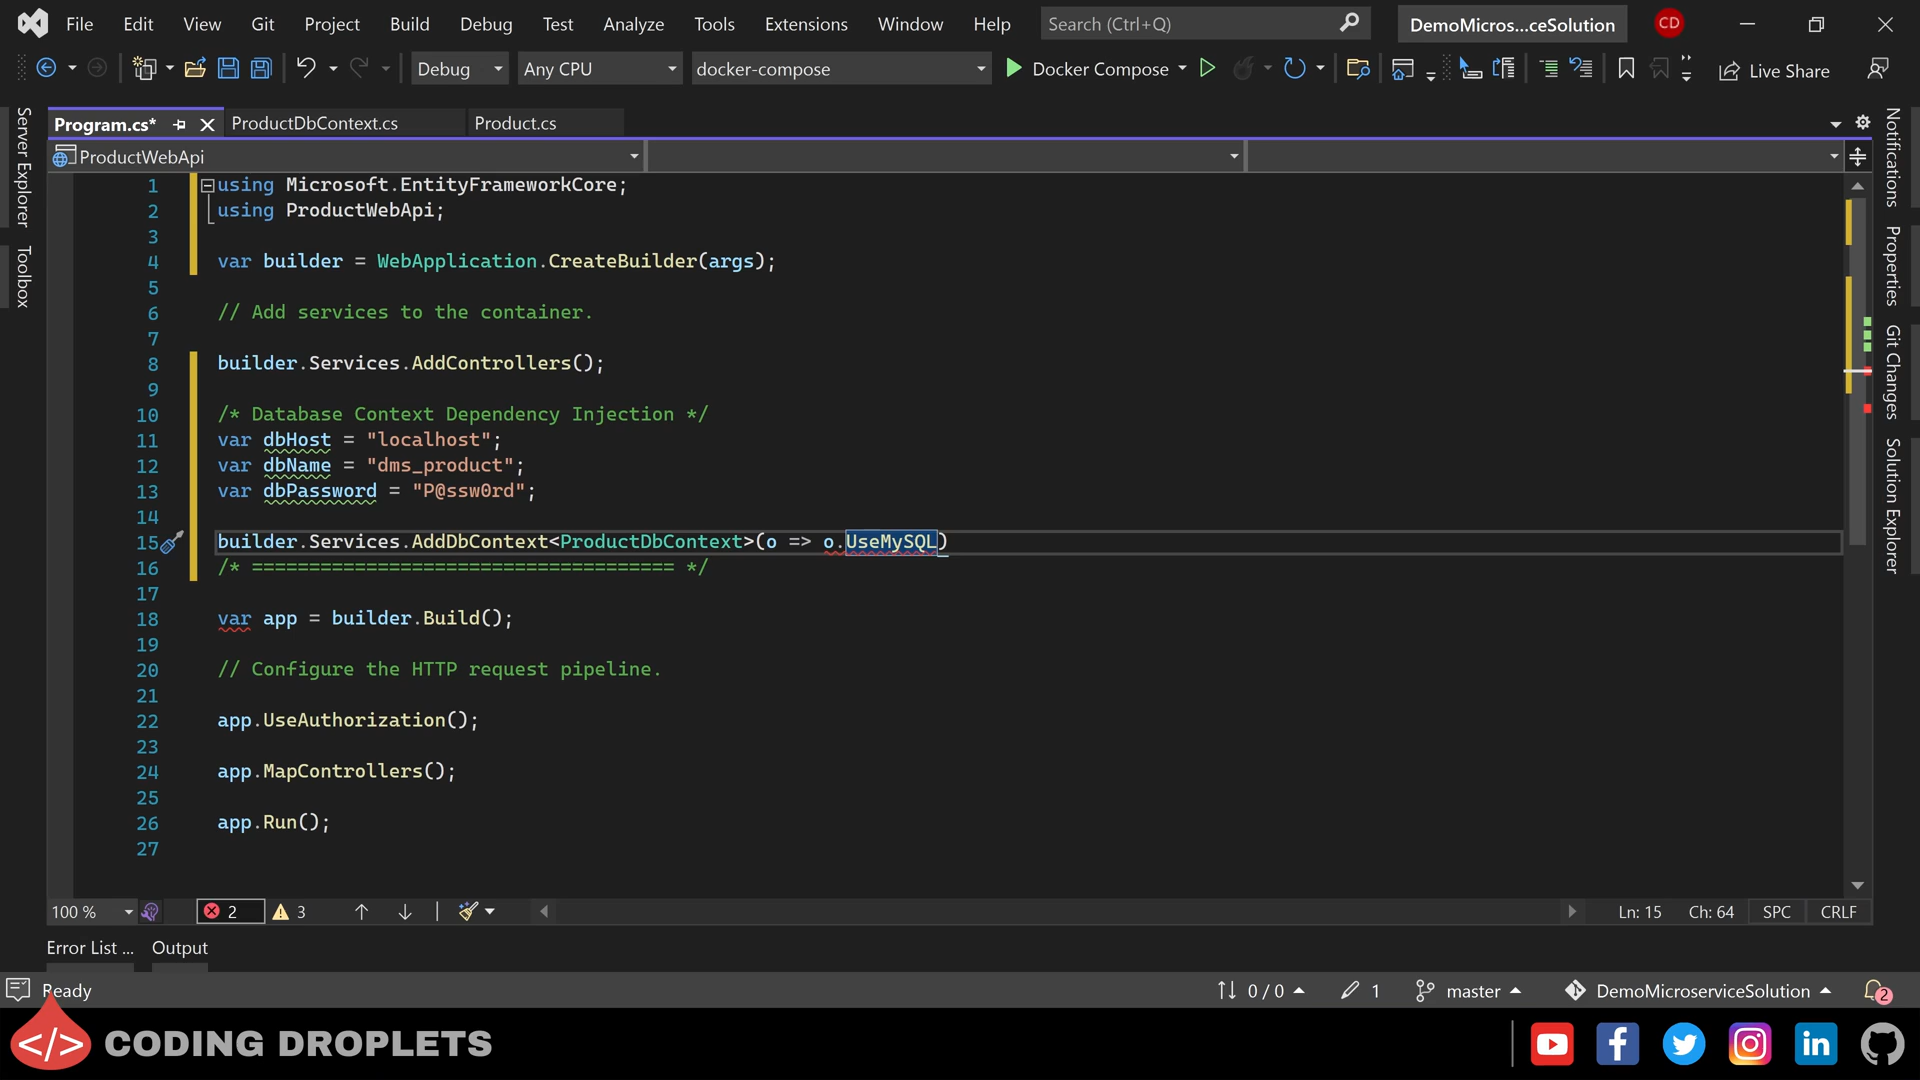 File Edit View Git Project Build Debug Test Analyze Tools Extensions Window Help Search (Ctrl+Q) DemoMicros...ceSolution CD
Debug Any CPU docker-compose Docker Compose Live Share
Program.cs* ProductDbContext.cs Product.cs
ProductWebApi
Server Explorer
Toolbox
1 using Microsoft.EntityFrameworkCore;
2 using ProductWebApi;
3
4 var builder = WebApplication.CreateBuilder(args);
5
6 // Add services to the container.
7
8 builder.Services.AddControllers();
9
10 /* Database Context Dependency Injection */
11 var dbHost = "localhost";
12 var dbName = "dms_product";
13 var dbPassword = "P@ssw0rd";
14
15 builder.Services.AddDbContext<ProductDbContext>(o => o.UseMySQL)
16 /* ===================================== */
17
18 var app = builder.Build();
19
20 // Configure the HTTP request pipeline.
21
22 app.UseAuthorization();
23
24 app.MapControllers();
25
26 app.Run();
27
Notifications
Properties
Git Changes
Solution Explorer
100 % 2 3 Ln: 15 Ch: 64 SPC CRLF
Error List ... Output
Ready 0 / 0 1 master DemoMicroserviceSolution 2
</> CODING DROPLETS